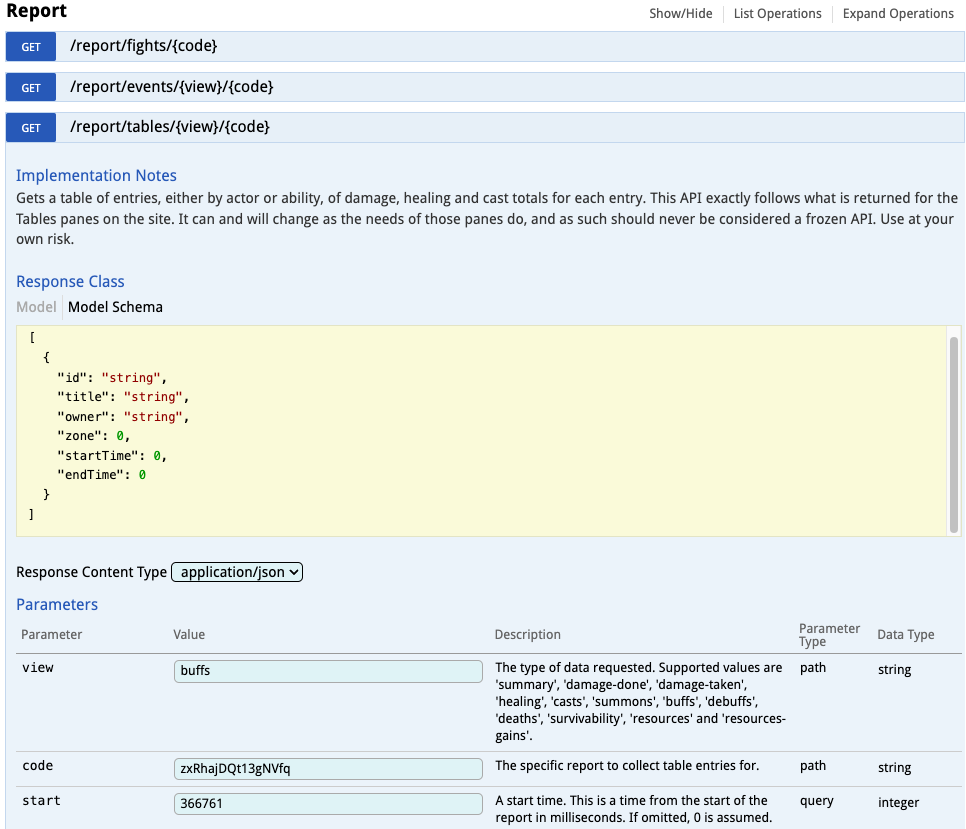 Report
Show/Hide
List Operations
Expand Operations
GET /report/fights/{code}
GET /report/events/{view}/{code}
GET /report/tables/{view}/{code}
Implementation Notes
Gets a table of entries, either by actor or ability, of damage, healing and cast totals for each entry. This API exactly follows what is returned for the
Tables panes on the site. It can and will change as the needs of those panes do, and as such should never be considered a frozen API. Use at your
own risk.
Response Class
Model
Model Schema
[
{
"id": "string",
"title": "string",
"owner": "string",
"zone": 0,
"startTime": 0,
"endTime": 0
}
]
Response Content Type application/json
Parameters
Parameter
Value
Description
Parameter
Type
Data Type
view
buffs
The type of data requested. Supported values are
'summary', 'damage-done', 'damage-taken',
'healing', 'casts', 'summons', 'buffs', 'debuffs',
'deaths', 'survivability', 'resources' and 'resources-
gains'.
path
string
code
zxRhajDQt13gNVfq
The specific report to collect table entries for.
path
string
start
366761
A start time. This is a time from the start of the
report in milliseconds. If omitted, 0 is assumed.
query
integer